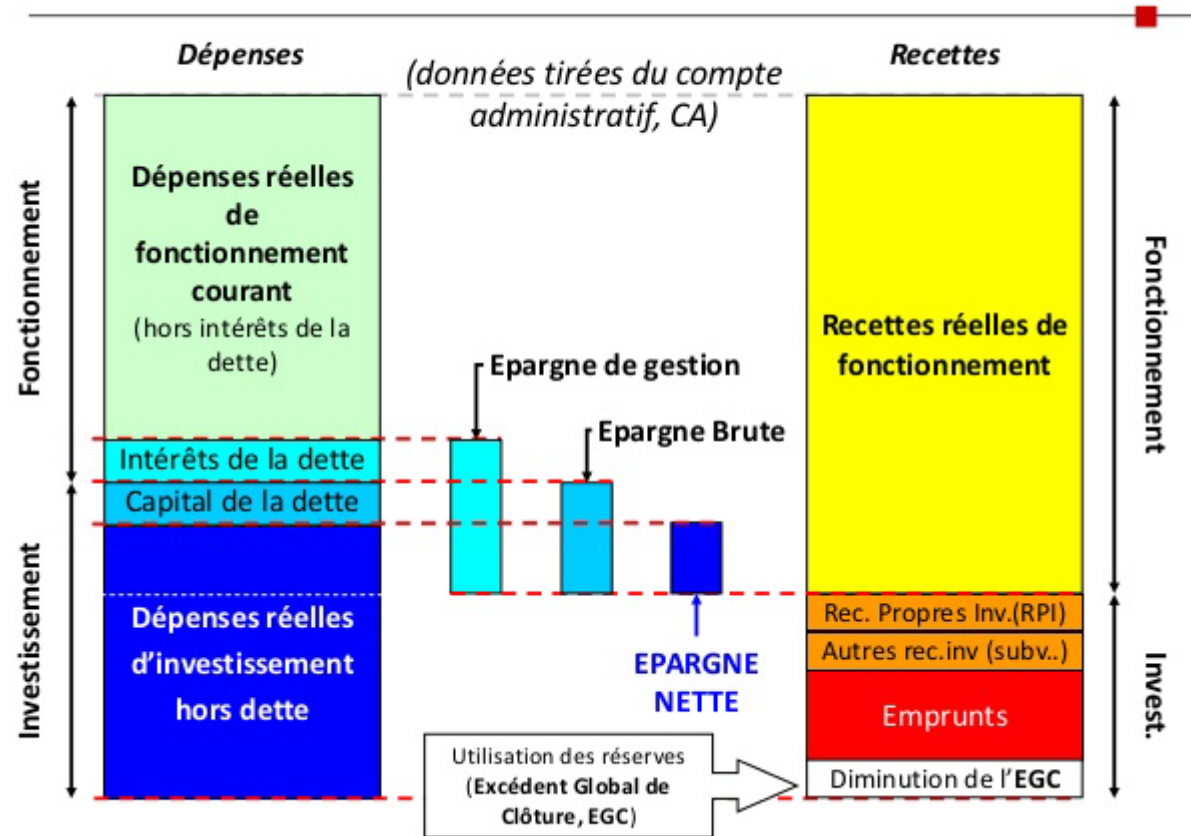 Dépenses
(données tirées du compte
administratif, CA)
Recettes
Fonctionnement
Dépenses réelles
de
fonctionnement
courant
(hors intérêts de la
dette)
Intérêts de la dette
Capital de la dette
Investissement
Dépenses réelles
d'investissement
hors dette
Epargne de gestion
Epargne Brute
EPARGNE
NETTE
Utilisation des réserves
(Excédent Global de
Clôture, EGC)
Recettes réelles de
fonctionnement
Rec. Propres Inv.(RPI)
Autres rec.inv (subv..)
Emprunts
Diminution de l'EGC
Fonctionnement
Invest.